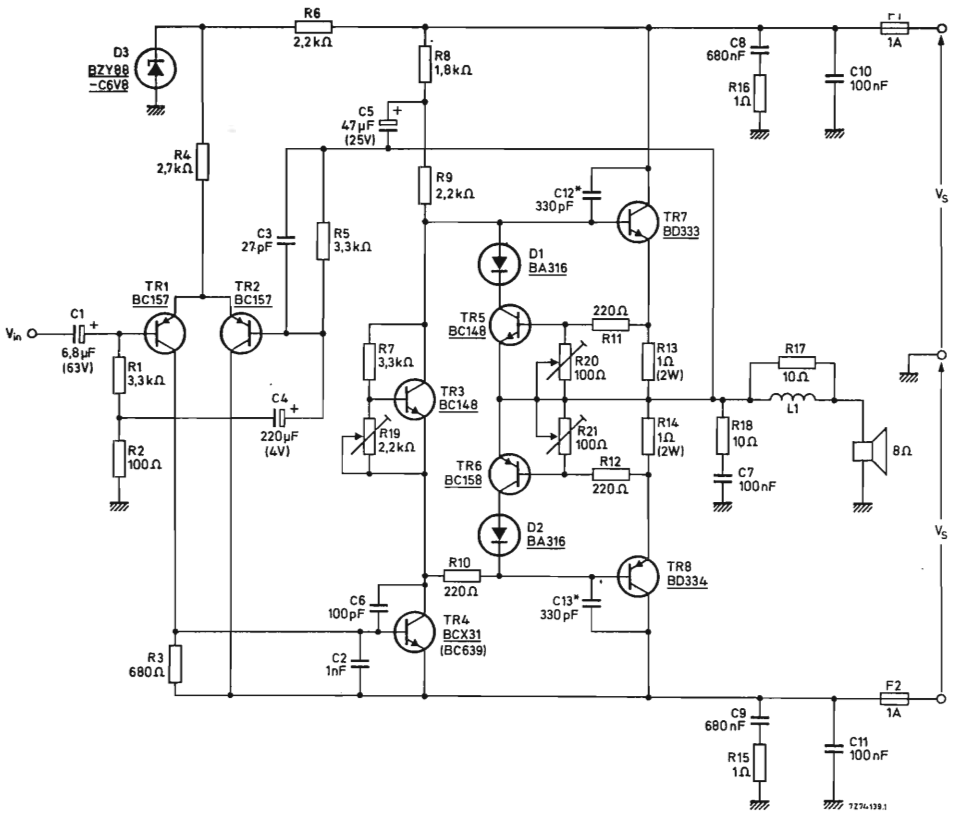 R6
2,2kΩ
F1
1A
D3
BZY88
-C6V8
R8
1,8kΩ
C8
680nF
R16
1Ω
C10
100nF
C5
+
47µF
(25V)
R4
2,7kΩ
R9
2,2kΩ
C12*
330pF
TR7
BD333
VS
C3
27pF
R5
3,3kΩ
D1
BA316
TR1
BC157
TR2
BC157
Vin
C1
+
6,8µF
(63V)
TR5
BC148
220Ω
R11
R1
3,3kΩ
R7
3,3kΩ
R20
100Ω
R13
1Ω
(2W)
R17
10Ω
L1
TR3
BC148
C4
+
220µF
(4V)
R19
2,2kΩ
R21
100Ω
R14
1Ω
(2W)
R18
10Ω
8Ω
R2
100Ω
TR6
BC158
R12
220Ω
C7
100nF
D2
BA316
VS
R10
220Ω
TR8
BD334
C6
100pF
C13*
330pF
TR4
BCX31
(BC639)
R3
680Ω
C2
1nF
F2
1A
C9
680nF
R15
1Ω
C11
100nF
7Z74139.1